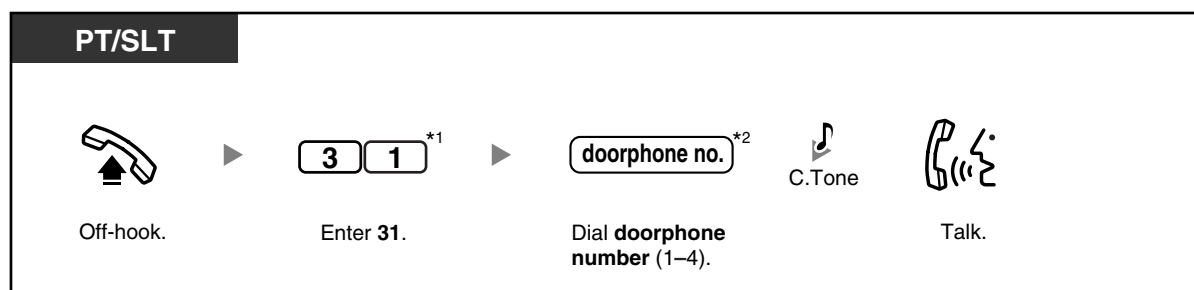 PT/SLT
3 1 *1
doorphone no. *2
C.Tone
Off-hook.
Enter 31.
Dial doorphone
number (1–4).
Talk.